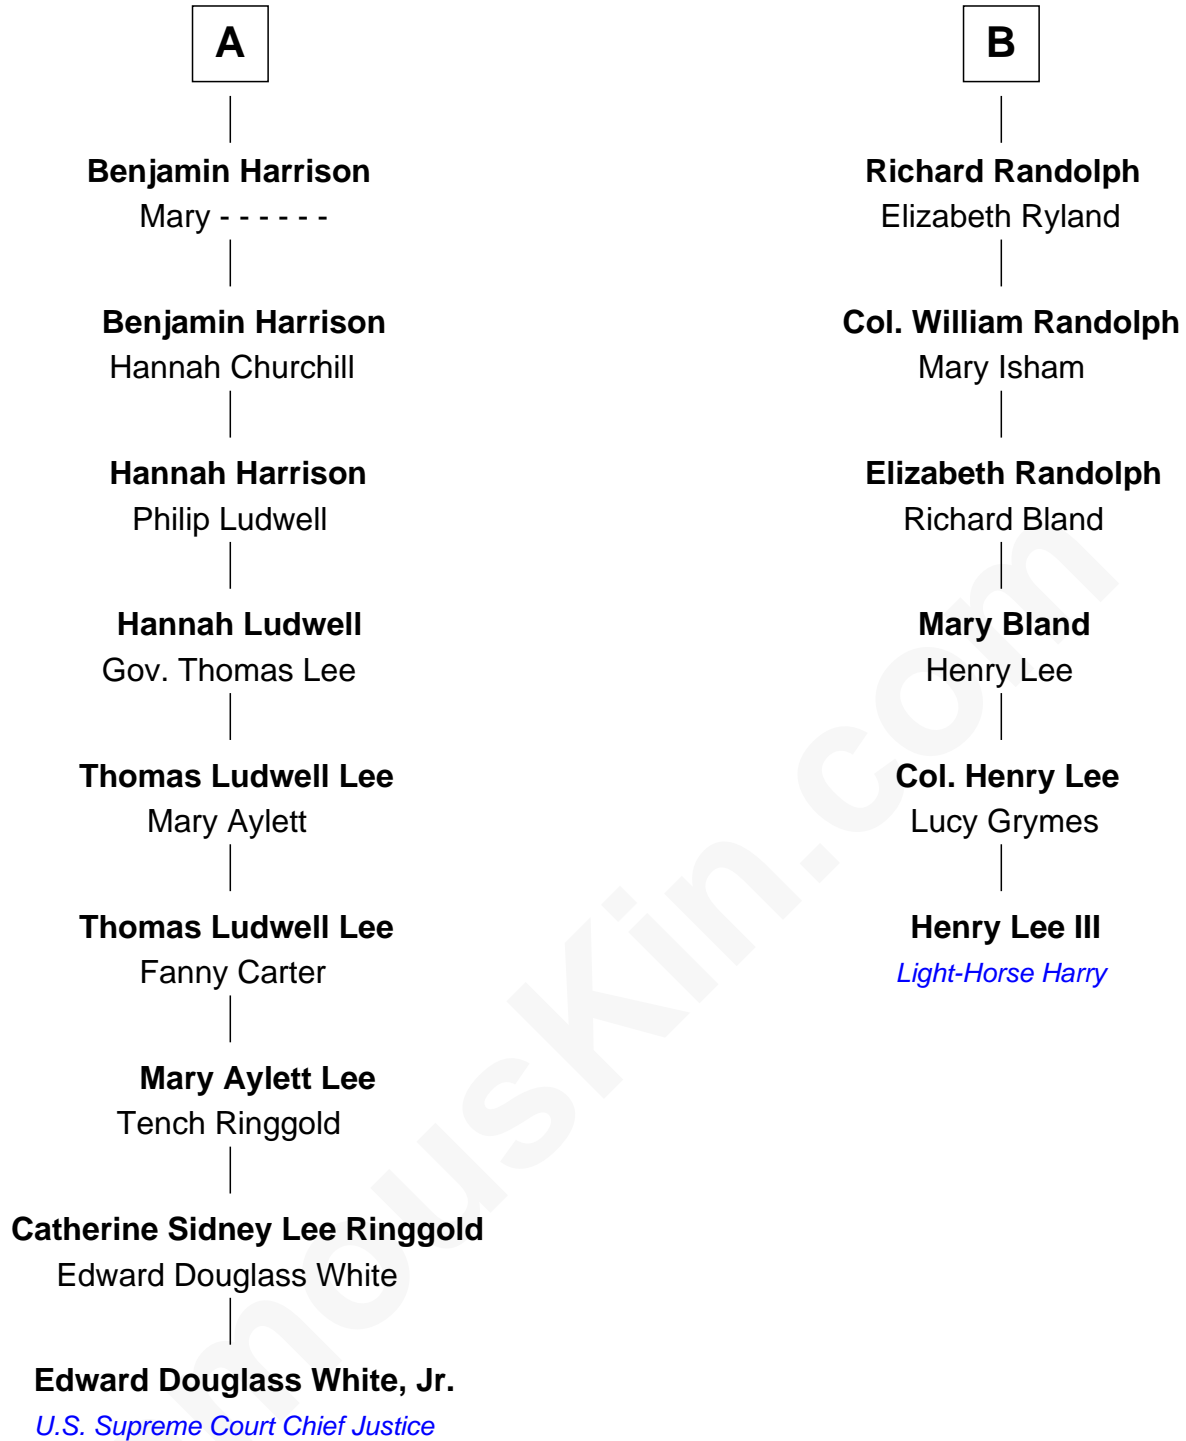 A
Benjamin Harrison
Mary - - - - - -
Benjamin Harrison
Hannah Churchill
Hannah Harrison
Philip Ludwell
Hannah Ludwell
Gov. Thomas Lee
Thomas Ludwell Lee
Mary Aylett
Thomas Ludwell Lee
Fanny Carter
Mary Aylett Lee
Tench Ringgold
Catherine Sidney Lee Ringgold
Edward Douglass White
Edward Douglass White, Jr.
U.S. Supreme Court Chief Justice
B
Richard Randolph
Elizabeth Ryland
Col. William Randolph
Mary Isham
Elizabeth Randolph
Richard Bland
Mary Bland
Henry Lee
Col. Henry Lee
Lucy Grymes
Henry Lee III
Light-Horse Harry
mouskin.com